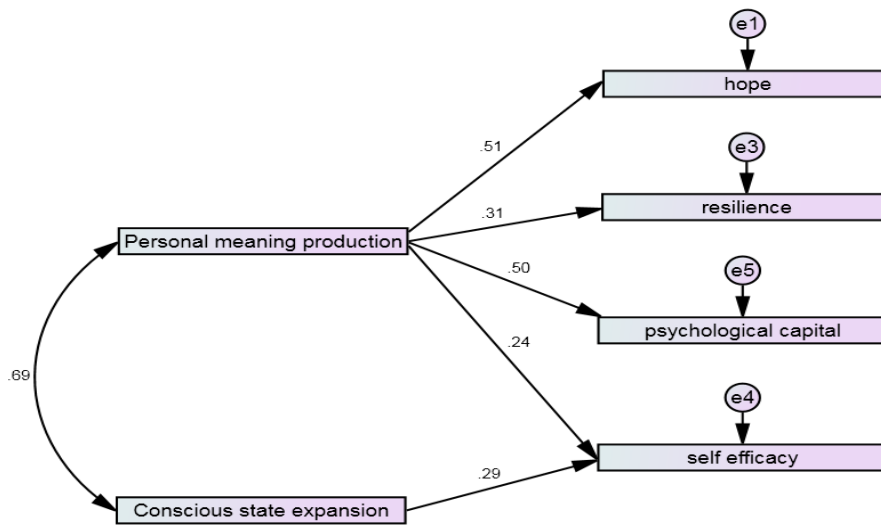 e1
hope
.51
e3
resilience
.31
Personal meaning production
.50
e5
psychological capital
.24
.69
e4
self efficacy
.29
Conscious state expansion